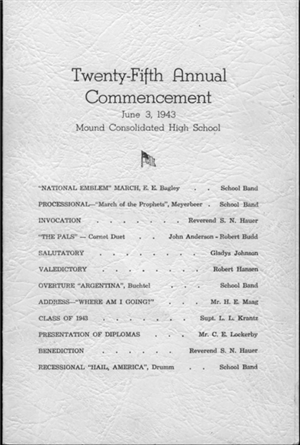 Twenty-Fifth Annual
Commencement
June 3, 1943
Mound Consolidated High School
"NATIONAL EMBLEM" MARCH, E. E. Bagley . . School Band
PROCESSIONAL—"March of the Prophets", Meyerbeer . School Band
INVOCATION . . . . . . . Reverend S. N. Hauer
"THE PALS" — Cornet Duet . . John Anderson - Robert Budd
SALUTATORY . . . . . . . Gladys Johnson
VALEDICTORY . . . . . . . Robert Hansen
OVERTURE "ARGENTINA", Buchtel . . . School Band
ADDRESS—"WHERE AM I GOING?" . . . Mr. H. E. Maag
CLASS OF 1943 . . . . . . Supt. L. L. Krantz
PRESENTATION OF DIPLOMAS . . . Mr. C. E. Lockerby
BENEDICTION . . . . . . Reverend S. N. Hauer
RECESSIONAL "HAIL, AMERICA", Drumm . . School Band